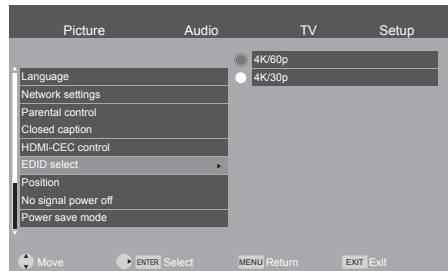 Picture Audio TV Setup
4K/60p
4K/30p
Language
Network settings
Parental control
Closed caption
HDMI-CEC control
EDID select
Position
No signal power off
Power save mode
Move ENTER Select MENU Return EXIT Exit